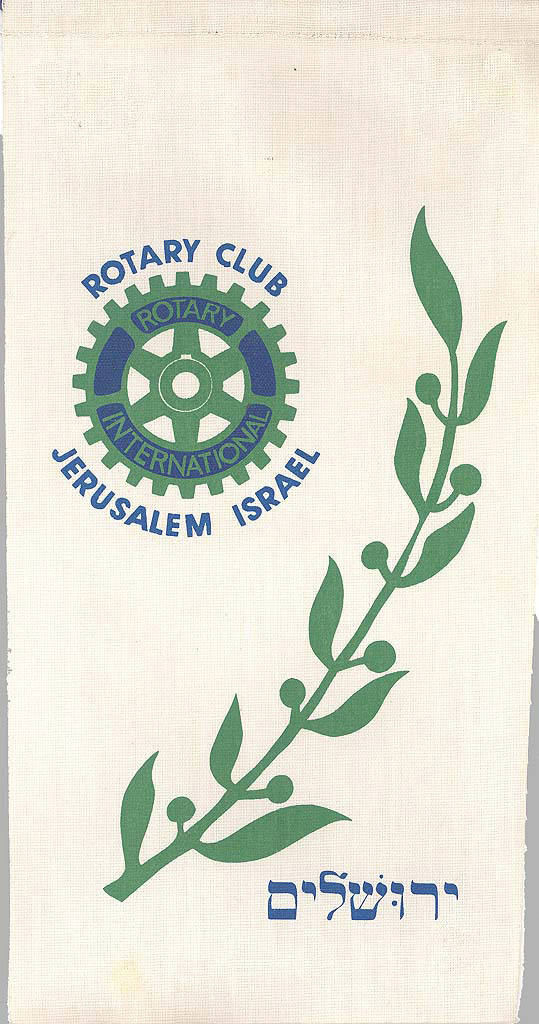 ROTARY CLUB
ROTARY
INTERNATIONAL
JERUSALEM ISRAEL
ירושלים